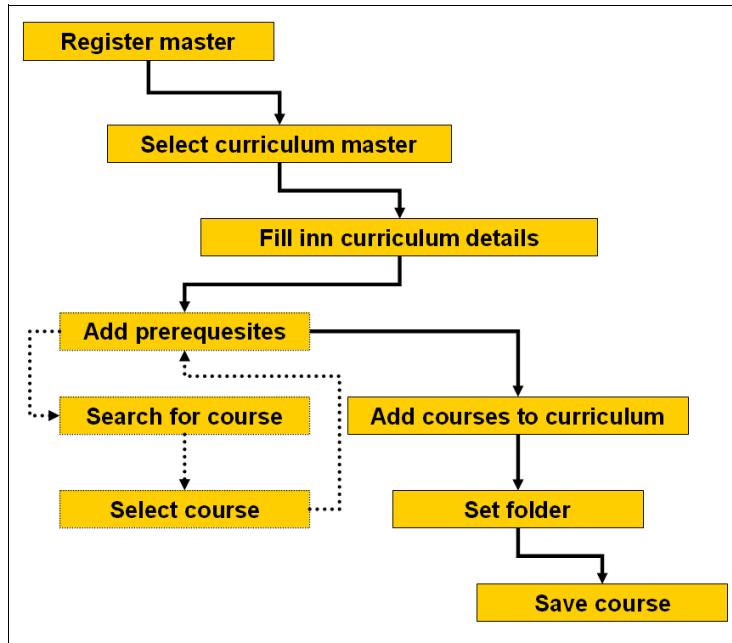 Register master
Select curriculum master
Fill inn curriculum details
Add prerequesites
Search for course
Add courses to curriculum
Select course
Set folder
Save course